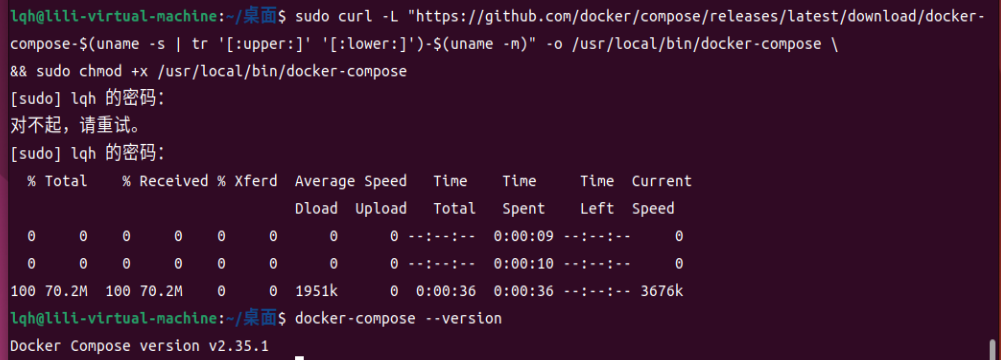 lqh@lili-virtual-machine:~/桌面$ sudo curl -L "https://github.com/docker/compose/releases/latest/download/docker-
compose-$(uname -s | tr '[:upper:]' '[:lower:]')-$(uname -m)" -o /usr/local/bin/docker-compose \
&& sudo chmod +x /usr/local/bin/docker-compose
[sudo] lqh 的密码：
对不起，请重试。
[sudo] lqh 的密码：
  % Total    % Received % Xferd  Average Speed   Time    Time     Time  Current
                                 Dload  Upload   Total   Spent    Left  Speed
  0     0    0     0    0     0      0      0 --:--:--  0:00:09 --:--:--     0
  0     0    0     0    0     0      0      0 --:--:--  0:00:10 --:--:--     0
100 70.2M  100 70.2M    0     0  1951k      0  0:00:36  0:00:36 --:--:-- 3676k
lqh@lili-virtual-machine:~/桌面$ docker-compose --version
Docker Compose version v2.35.1